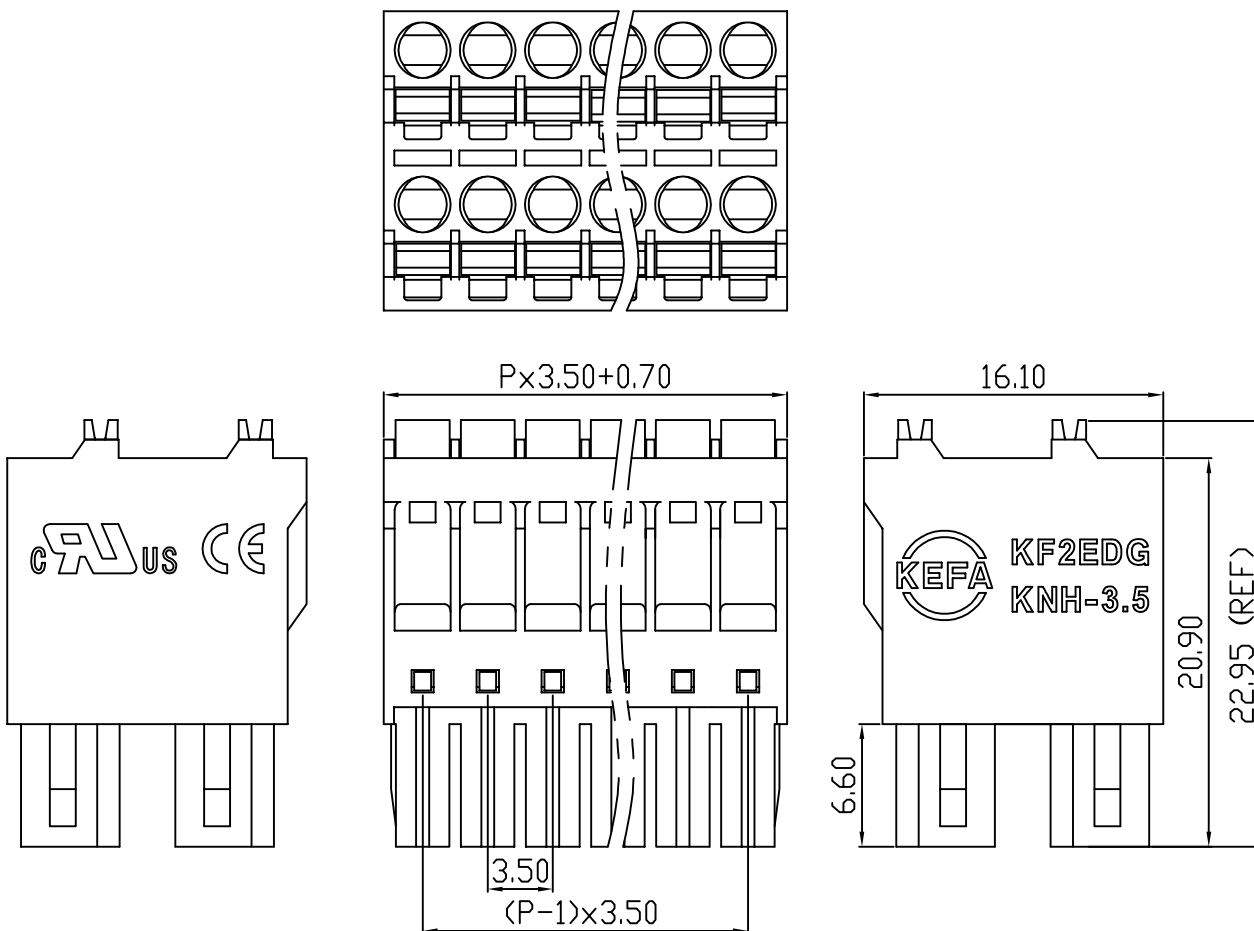 Px3.50+0.70
16.10
c RU US CE
KEFA
KF2EDG
KNH-3.5
20.90
22.95 (REF)
6.60
3.50
(P-1)x3.50